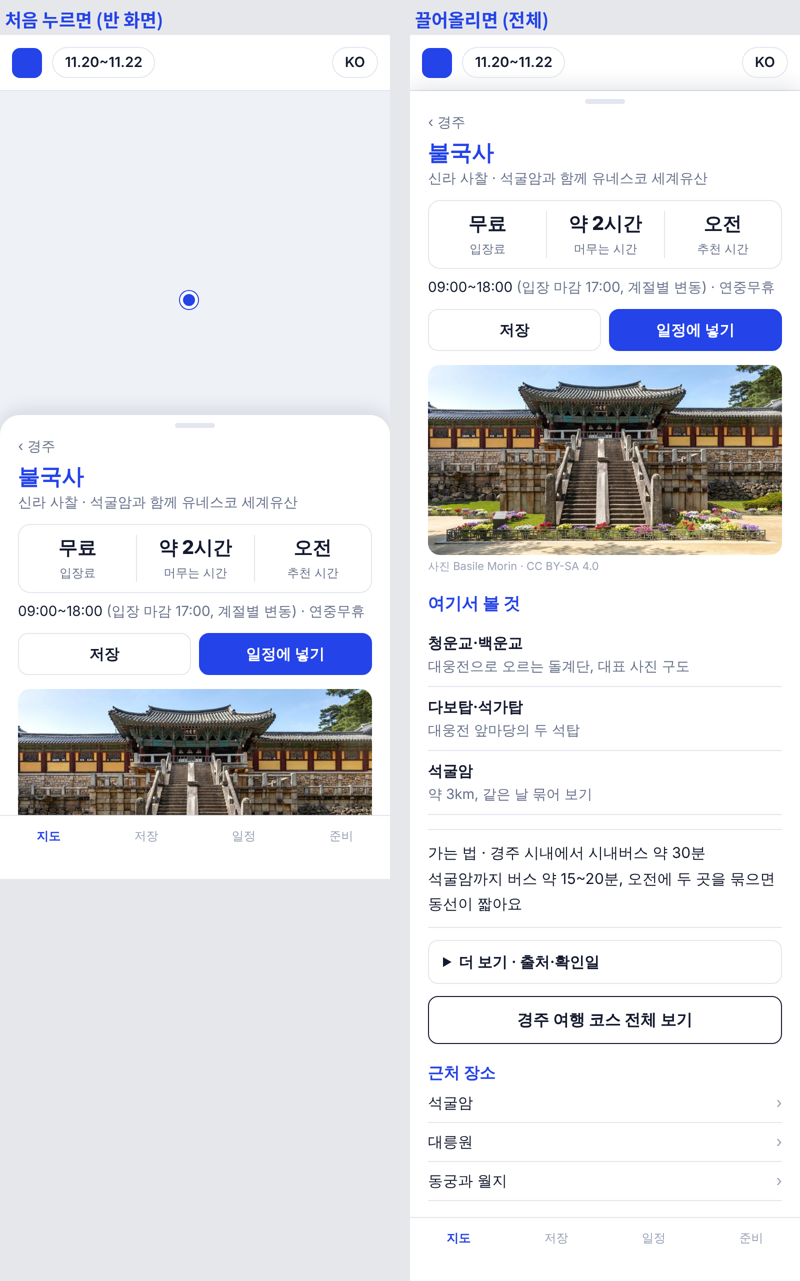 처음 누르면 (반 화면)
11.20~11.22
KO
‹ 경주
불국사
신라 사찰 · 석굴암과 함께 유네스코 세계유산
무료
입장료
약 2시간
머무는 시간
오전
추천 시간
09:00~18:00 (입장 마감 17:00, 계절별 변동) · 연중무휴
저장
일정에 넣기
지도
저장
일정
준비
끌어올리면 (전체)
11.20~11.22
KO
‹ 경주
불국사
신라 사찰 · 석굴암과 함께 유네스코 세계유산
무료
입장료
약 2시간
머무는 시간
오전
추천 시간
09:00~18:00 (입장 마감 17:00, 계절별 변동) · 연중무휴
저장
일정에 넣기
사진 Basile Morin · CC BY-SA 4.0
여기서 볼 것
청운교·백운교
대웅전으로 오르는 돌계단, 대표 사진 구도
다보탑·석가탑
대웅전 앞마당의 두 석탑
석굴암
약 3km, 같은 날 묶어 보기
가는 법 · 경주 시내에서 시내버스 약 30분
석굴암까지 버스 약 15~20분, 오전에 두 곳을 묶으면
동선이 짧아요
▶ 더 보기 · 출처·확인일
경주 여행 코스 전체 보기
근처 장소
석굴암 ›
대릉원 ›
동궁과 월지 ›
지도
저장
일정
준비